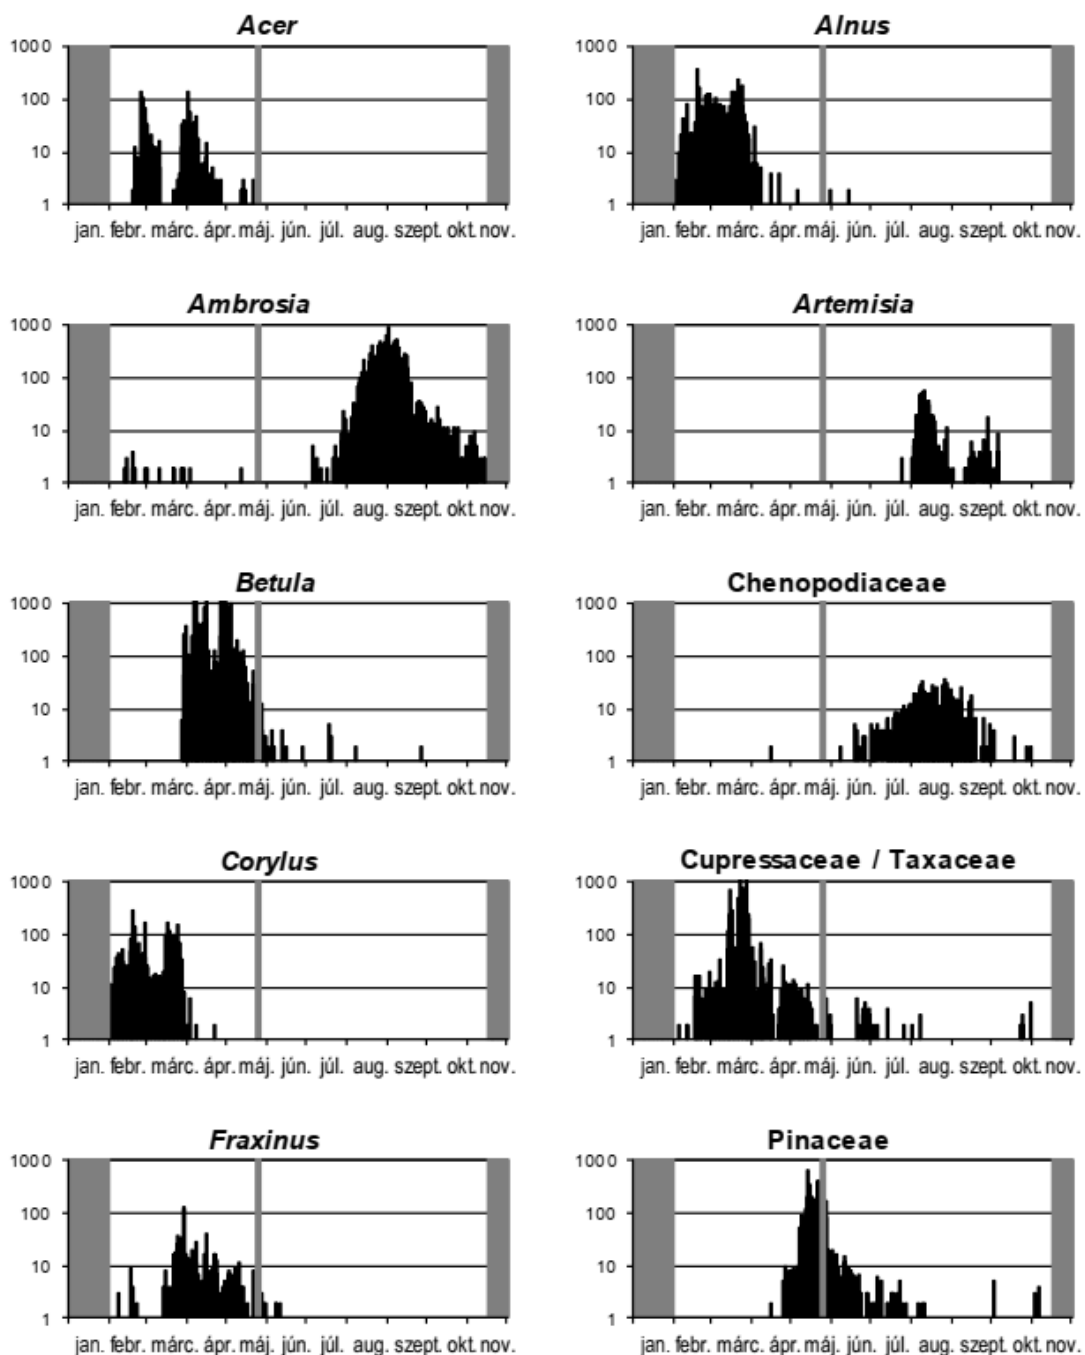 Acer
1000
100
10
1
jan. febr. márc. ápr. máj. jún. júl. aug. szept. okt. nov.
Alnus
1000
100
10
1
jan. febr. márc. ápr. máj. jún. júl. aug. szept. okt. nov.
Ambrosia
1000
100
10
1
jan. febr. márc. ápr. máj. jún. júl. aug. szept. okt. nov.
Artemisia
1000
100
10
1
jan. febr. márc. ápr. máj. jún. júl. aug. szept. okt. nov.
Betula
1000
100
10
1
jan. febr. márc. ápr. máj. jún. júl. aug. szept. okt. nov.
Chenopodiaceae
1000
100
10
1
jan. febr. márc. ápr. máj. jún. júl. aug. szept. okt. nov.
Corylus
1000
100
10
1
jan. febr. márc. ápr. máj. jún. júl. aug. szept. okt. nov.
Cupressaceae / Taxaceae
1000
100
10
1
jan. febr. márc. ápr. máj. jún. júl. aug. szept. okt. nov.
Fraxinus
1000
100
10
1
jan. febr. márc. ápr. máj. jún. júl. aug. szept. okt. nov.
Pinaceae
1000
100
10
1
jan. febr. márc. ápr. máj. jún. júl. aug. szept. okt. nov.